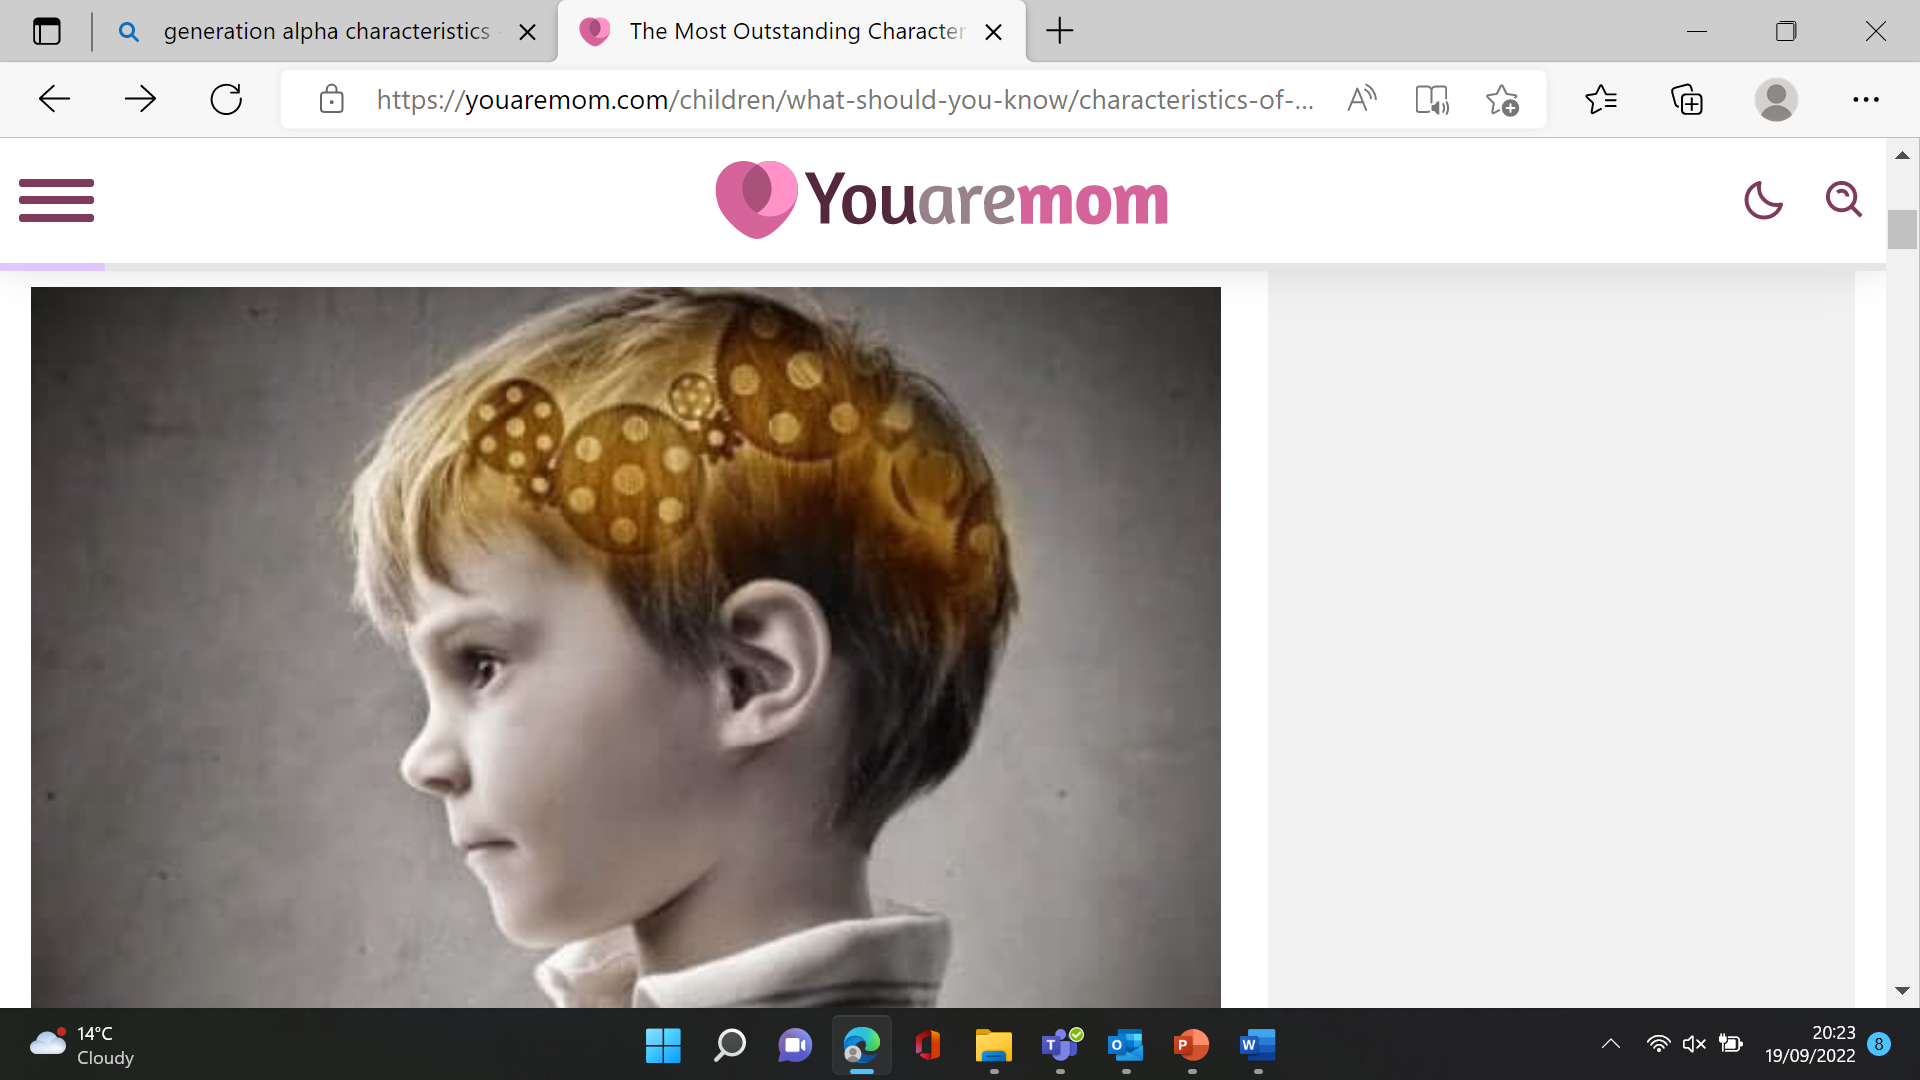 generation alpha characteristics
The Most Outstanding Character
https://youaremom.com/children/what-should-you-know/characteristics-of-...
Youaremom
14°C
Cloudy
20:23
19/09/2022
8